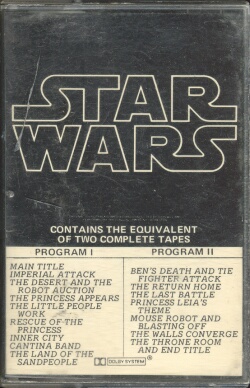 STAR
WARS
CONTAINS THE EQUIVALENT
OF TWO COMPLETE TAPES
PROGRAM I
MAIN TITLE
IMPERIAL ATTACK
THE DESERT AND THE
ROBOT AUCTION
THE PRINCESS APPEARS
THE LITTLE PEOPLE
WORK
RESCUE OF THE
PRINCESS
INNER CITY
CANTINA BAND
THE LAND OF THE
SANDPEOPLE
PROGRAM II
BEN'S DEATH AND TIE
FIGHTER ATTACK
THE RETURN HOME
THE LAST BATTLE
PRINCESS LEIA'S
THEME
MOUSE ROBOT AND
BLASTING OFF
THE WALLS CONVERGE
THE THRONE ROOM
AND END TITLE
DOLBY SYSTEM ®